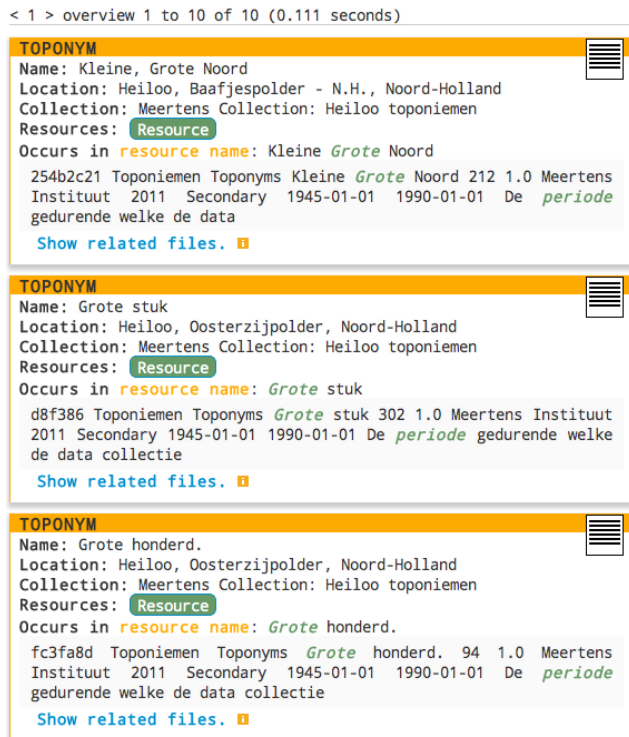 < 1 > overview 1 to 10 of 10 (0.111 seconds)
TOPONYM
Name: Kleine, Grote Noord
Location: Heiloo, Baafjespolder - N.H., Noord-Holland
Collection: Meertens Collection: Heiloo toponiemen
Resources: Resource
Occurs in resource name: Kleine Grote Noord
254b2c21 Toponiemen Toponyms Kleine Grote Noord 212 1.0 Meertens
Instituut 2011 Secondary 1945-01-01 1990-01-01 De periode
gedurende welke de data
Show related files. i
TOPONYM
Name: Grote stuk
Location: Heiloo, Oosterzijpolder, Noord-Holland
Collection: Meertens Collection: Heiloo toponiemen
Resources: Resource
Occurs in resource name: Grote stuk
d8f386 Toponiemen Toponyms Grote stuk 302 1.0 Meertens Instituut
2011 Secondary 1945-01-01 1990-01-01 De periode gedurende welke
de data collectie
Show related files. i
TOPONYM
Name: Grote honderd.
Location: Heiloo, Oosterzijpolder, Noord-Holland
Collection: Meertens Collection: Heiloo toponiemen
Resources: Resource
Occurs in resource name: Grote honderd.
fc3fa8d Toponiemen Toponyms Grote honderd. 94 1.0 Meertens
Instituut 2011 Secondary 1945-01-01 1990-01-01 De periode
gedurende welke de data collectie
Show related files. i